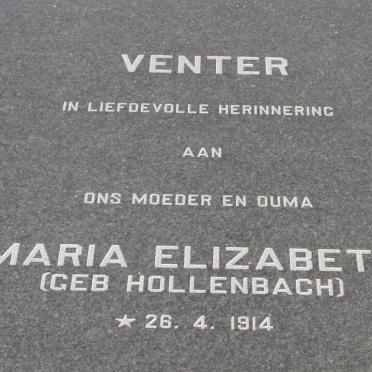 VENTER
IN LIEFDEVOLLE HERINNERING
AAN
ONS MOEDER EN OUMA
MARIA ELIZABET
(GEB HOLLENBACH)
★ 26. 4. 1914